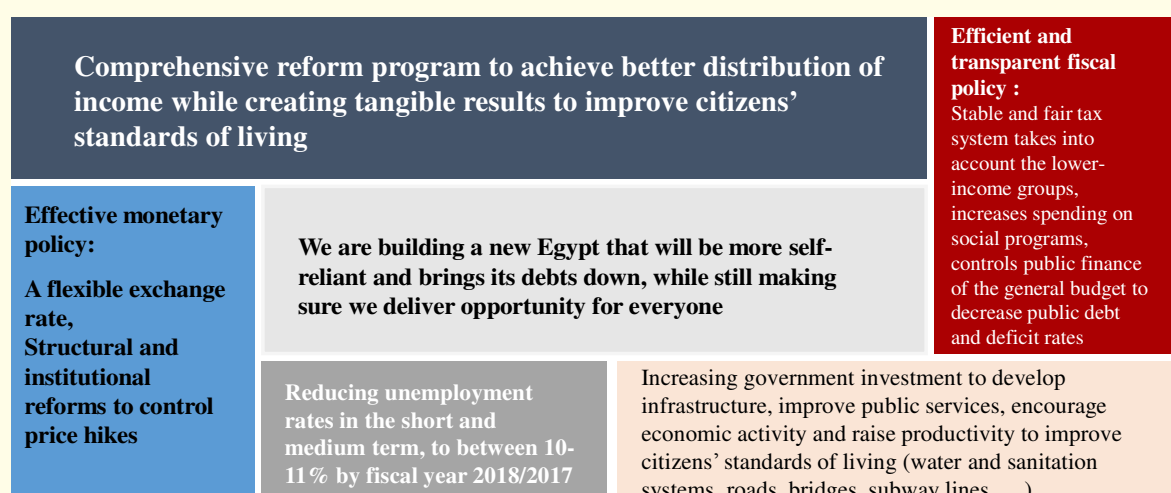 Comprehensive reform program to achieve better distribution of
income while creating tangible results to improve citizens’
standards of living
Efficient and
transparent fiscal
policy :
Stable and fair tax
system takes into
account the lower-
income groups,
increases spending on
social programs,
controls public finance
of the general budget to
decrease public debt
and deficit rates
Effective monetary
policy:
A flexible exchange
rate,
Structural and
institutional
reforms to control
price hikes
We are building a new Egypt that will be more self-
reliant and brings its debts down, while still making
sure we deliver opportunity for everyone
Reducing unemployment
rates in the short and
medium term, to between 10-
11% by fiscal year 2018/2017
Increasing government investment to develop
infrastructure, improve public services, encourage
economic activity and raise productivity to improve
citizens’ standards of living (water and sanitation
systems, roads, bridges, subway lines, ...)